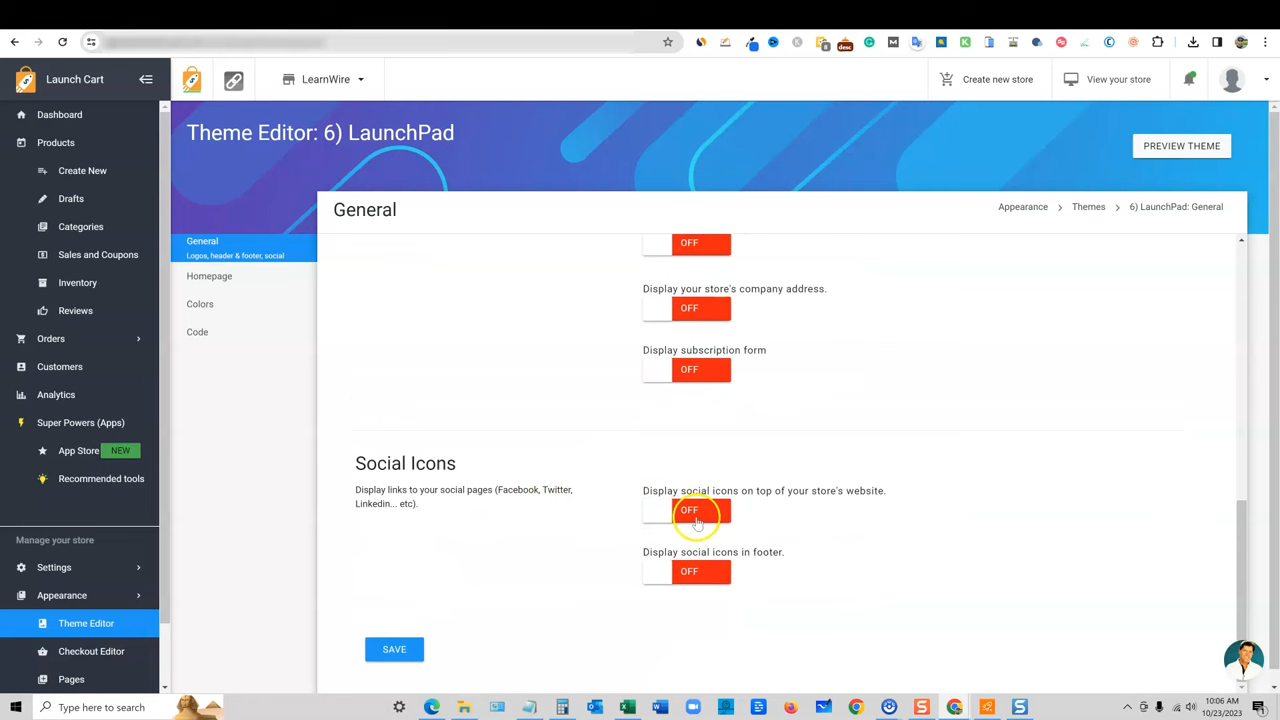 Launch Cart
LearnWire
Create new store
View your store
Dashboard
Products
Create New
Drafts
Categories
Sales and Coupons
Inventory
Reviews
Orders
Customers
Analytics
Super Powers (Apps)
App Store NEW
Recommended tools
Manage your store
Settings
Appearance
Theme Editor
Checkout Editor
Pages
Theme Editor: 6) LaunchPad
PREVIEW THEME
General
Logos, header & footer, social
Homepage
Colors
Code
General
Appearance
Themes
6) LaunchPad: General
OFF
Display your store's company address.
OFF
Display subscription form
OFF
Social Icons
Display links to your social pages (Facebook, Twitter,
Linkedin... etc).
Display social icons on top of your store's website.
OFF
Display social icons in footer.
OFF
SAVE
Type here to search
10:06 AM
10/23/2023